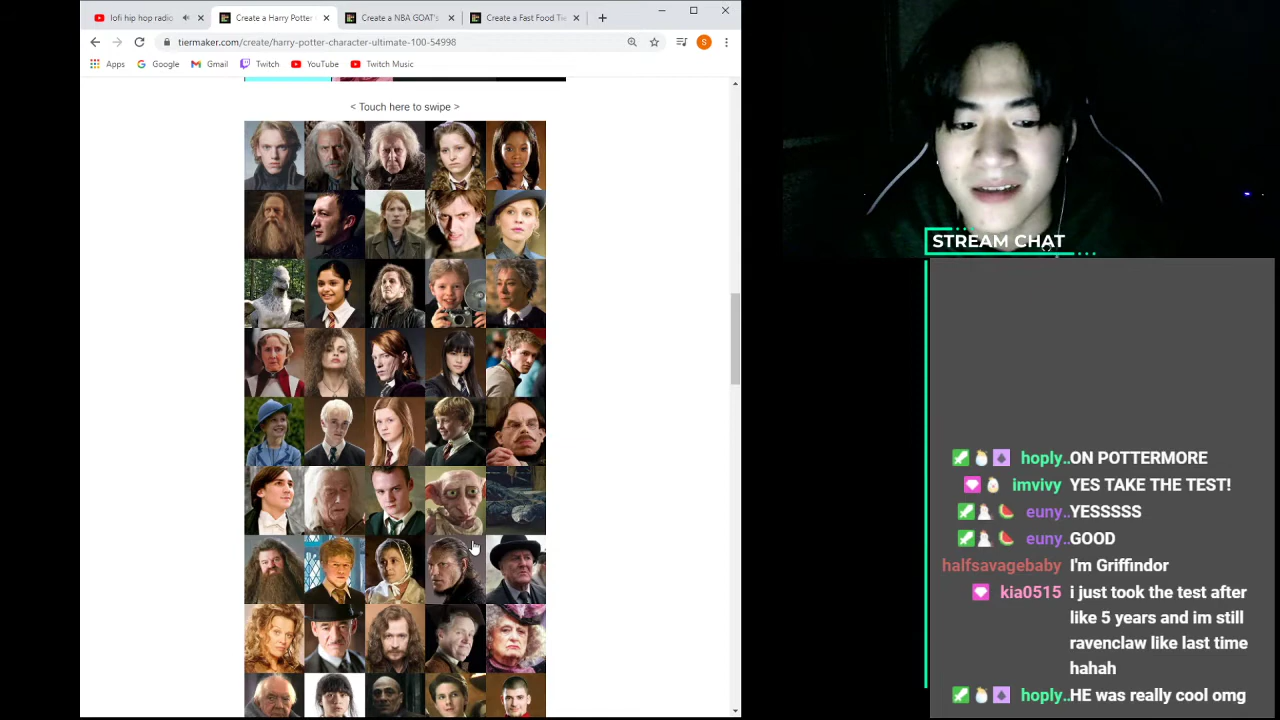 lofi hip hop radio
Create a Harry Potter
Create a NBA GOAT's
Create a Fast Food Tie
tiermaker.com/create/harry-potter-character-ultimate-100-54998
S
Apps
Google
Gmail
Twitch
YouTube
Twitch Music
< Touch here to swipe >
STREAM CHAT
hoply.. ON POTTERMORE
imvivy YES TAKE THE TEST!
euny.. YESSSSS
euny.. GOOD
halfsavagebaby I'm Griffindor
kia0515 i just took the test after
like 5 years and im still
ravenclaw like last time
hahah
hoply.. HE was really cool omg